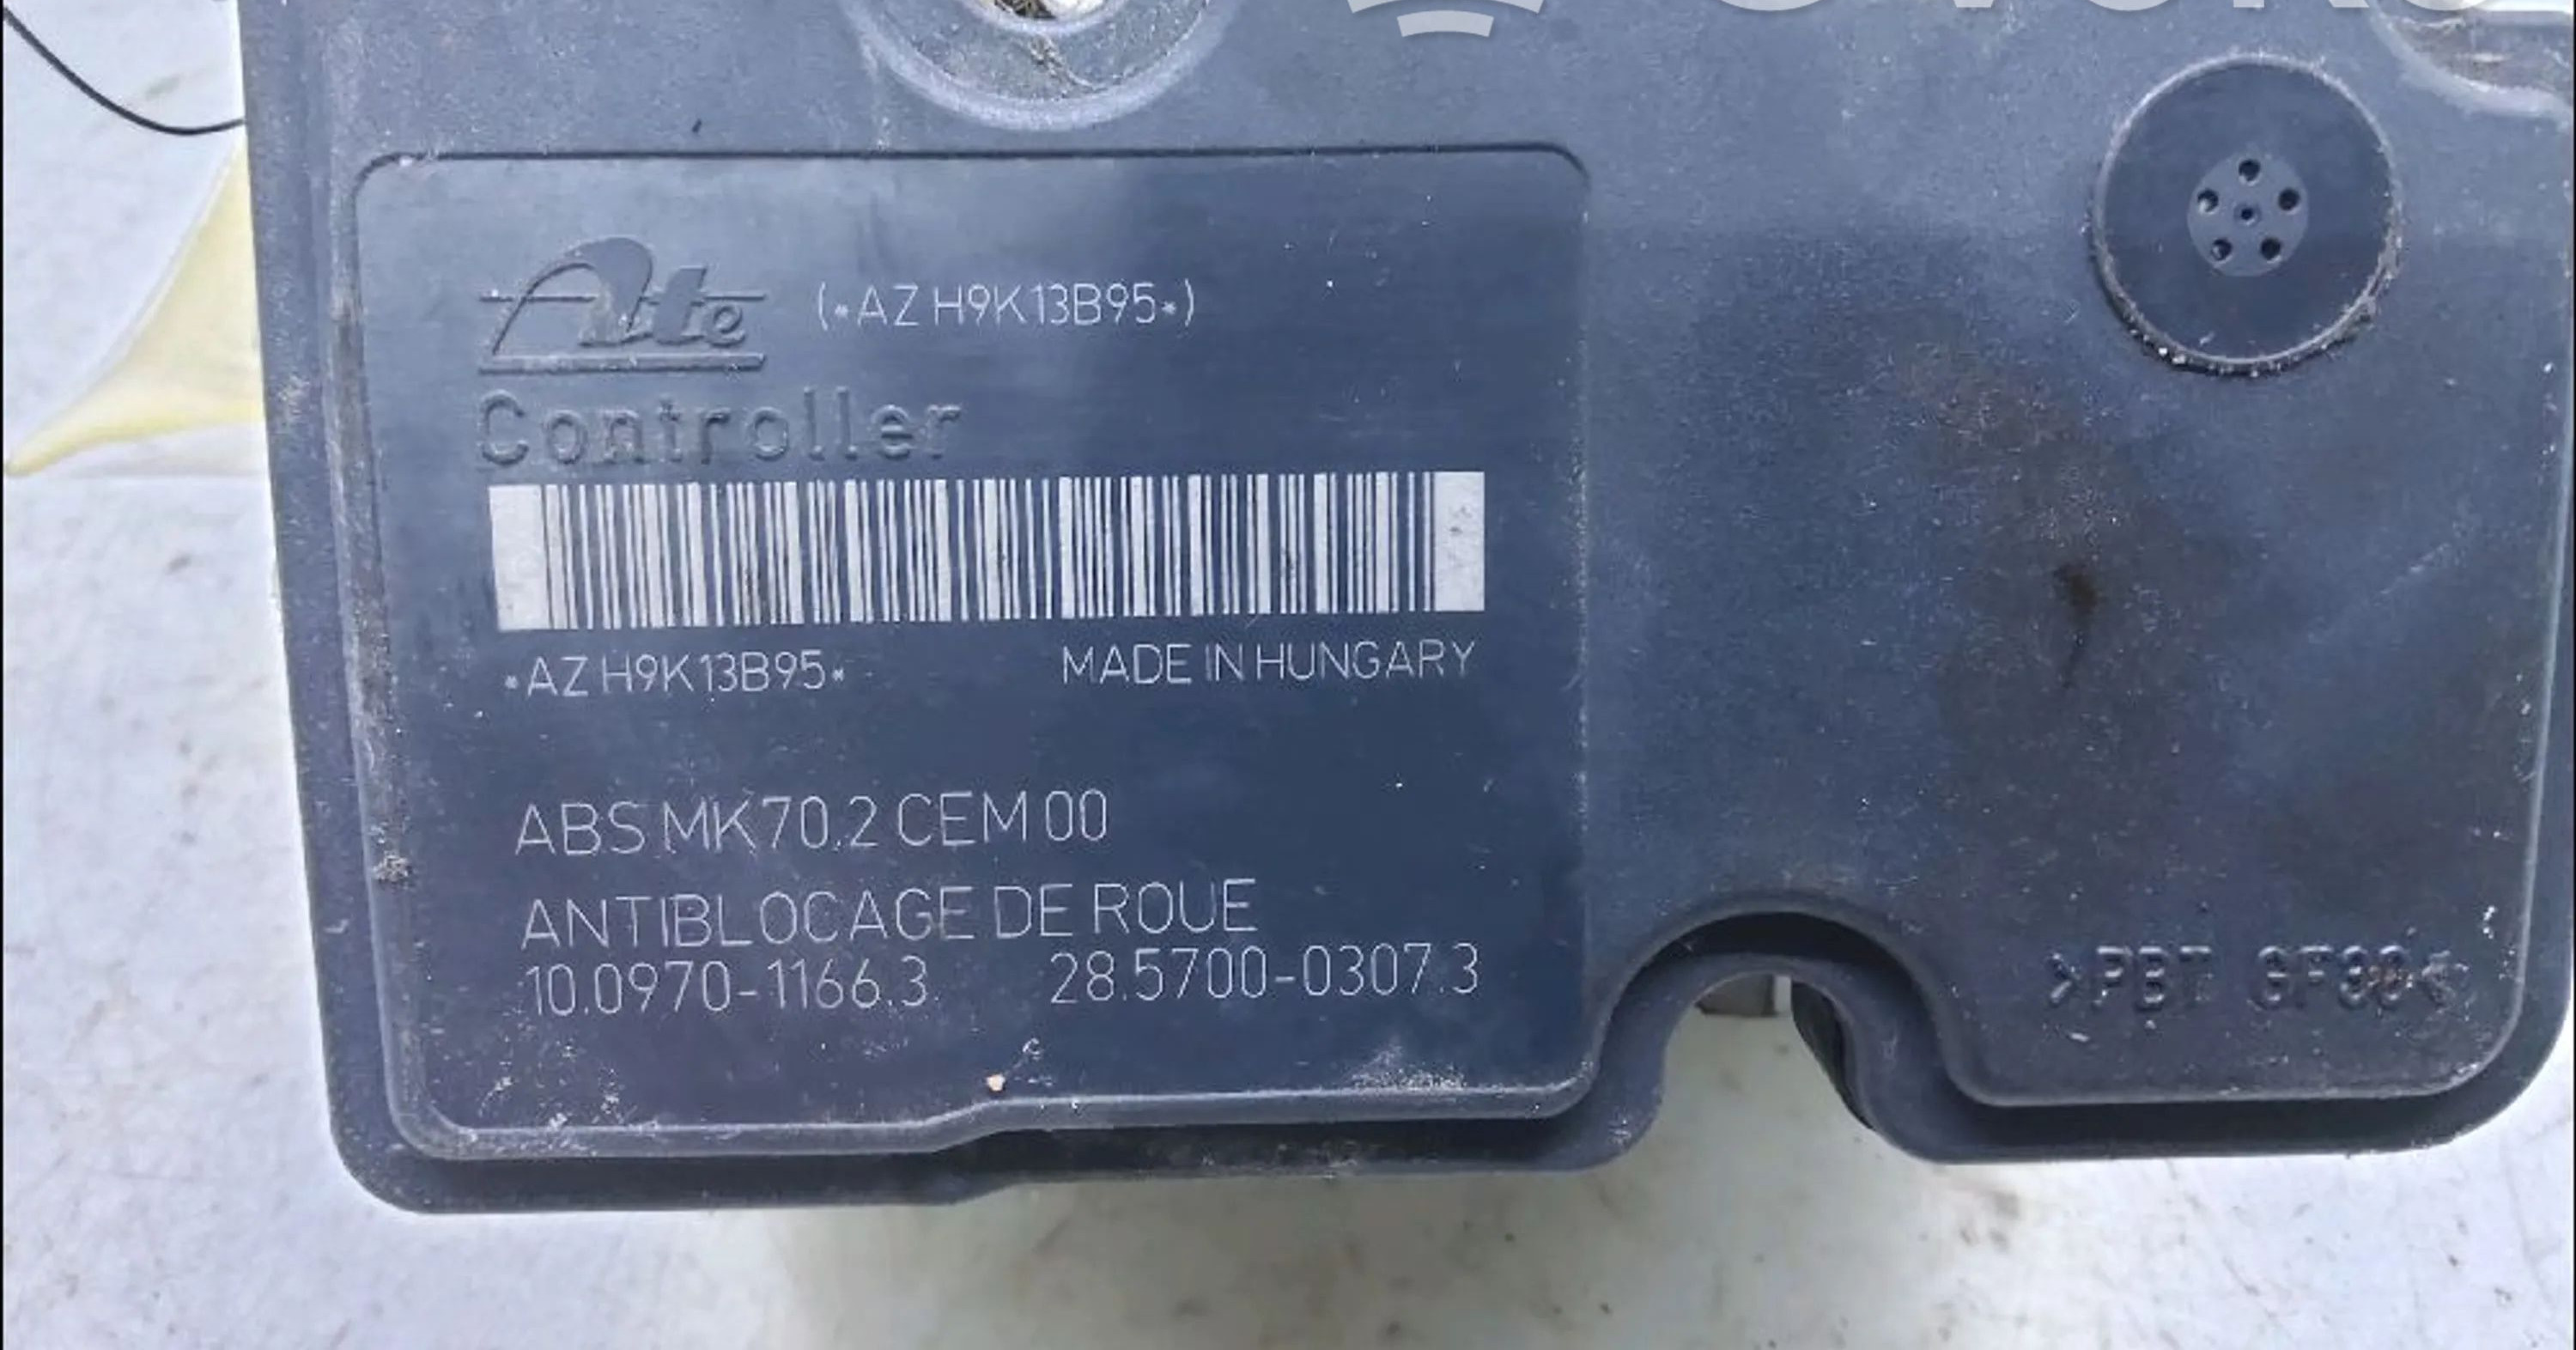 Ate (*AZ H9K13B95*)
Controller
*AZ H9K13B95* MADE IN HUNGARY
ABS MK70.2 CEM 00
ANTIBLOCAGE DE ROUE
10.0970-1166.3 28.5700-0307.3
>PBT GF30<